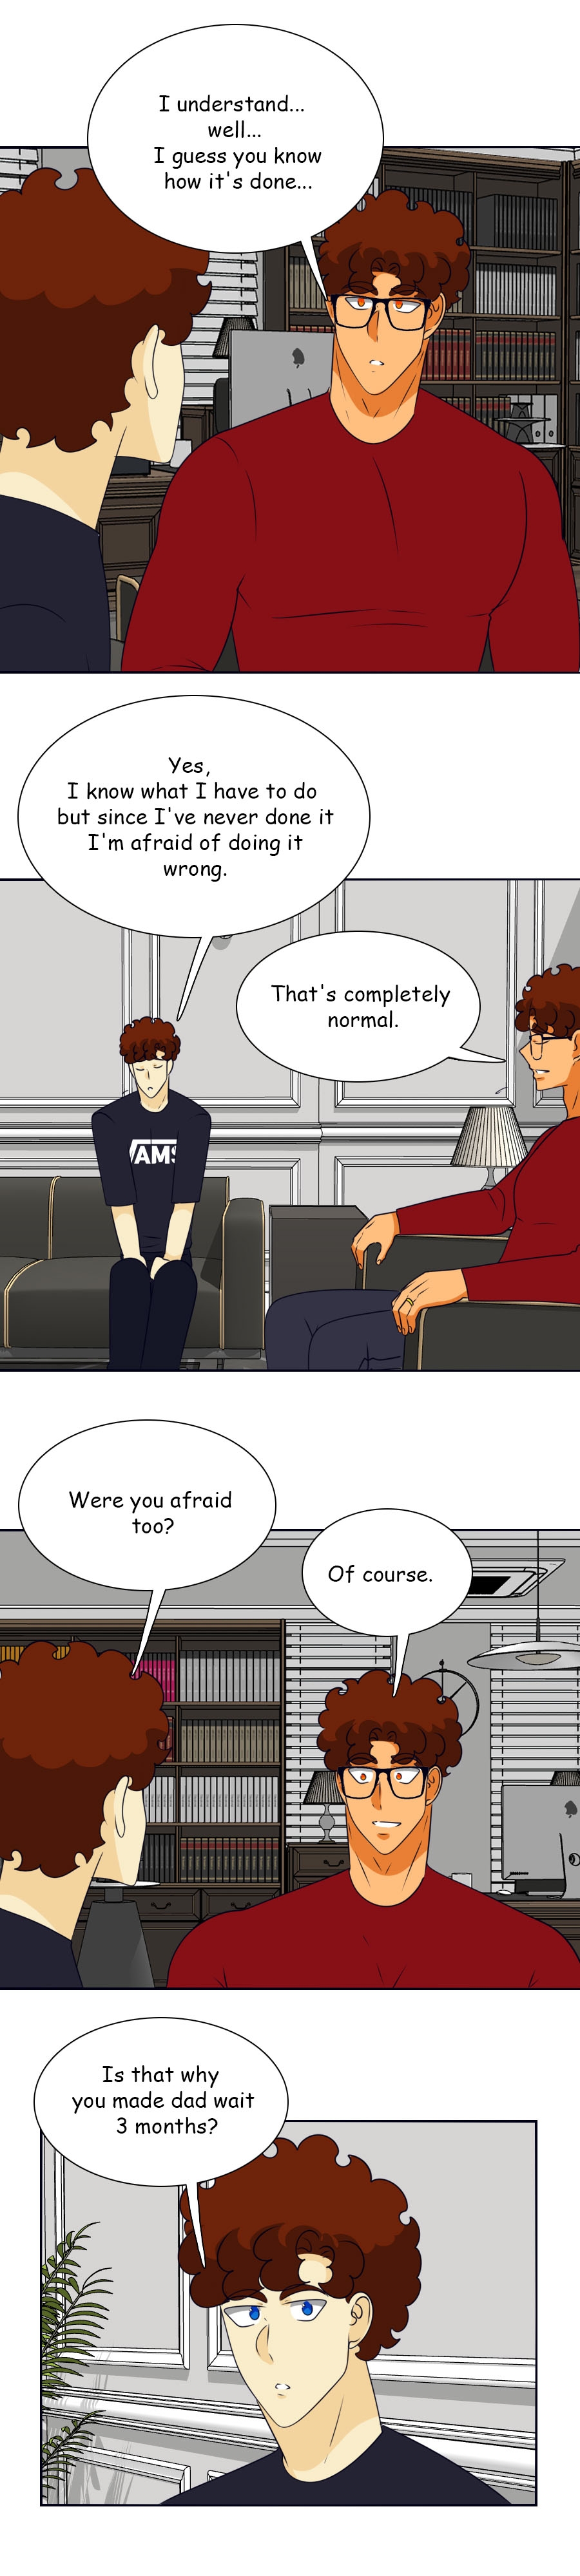 I understand...
well...
I guess you know
how it's done...
Yes,
I know what I have to do
but since I've never done it
I'm afraid of doing it
wrong.
That's completely
normal.
VAMS
Were you afraid
too?
Of course.
Is that why
you made dad wait
3 months?